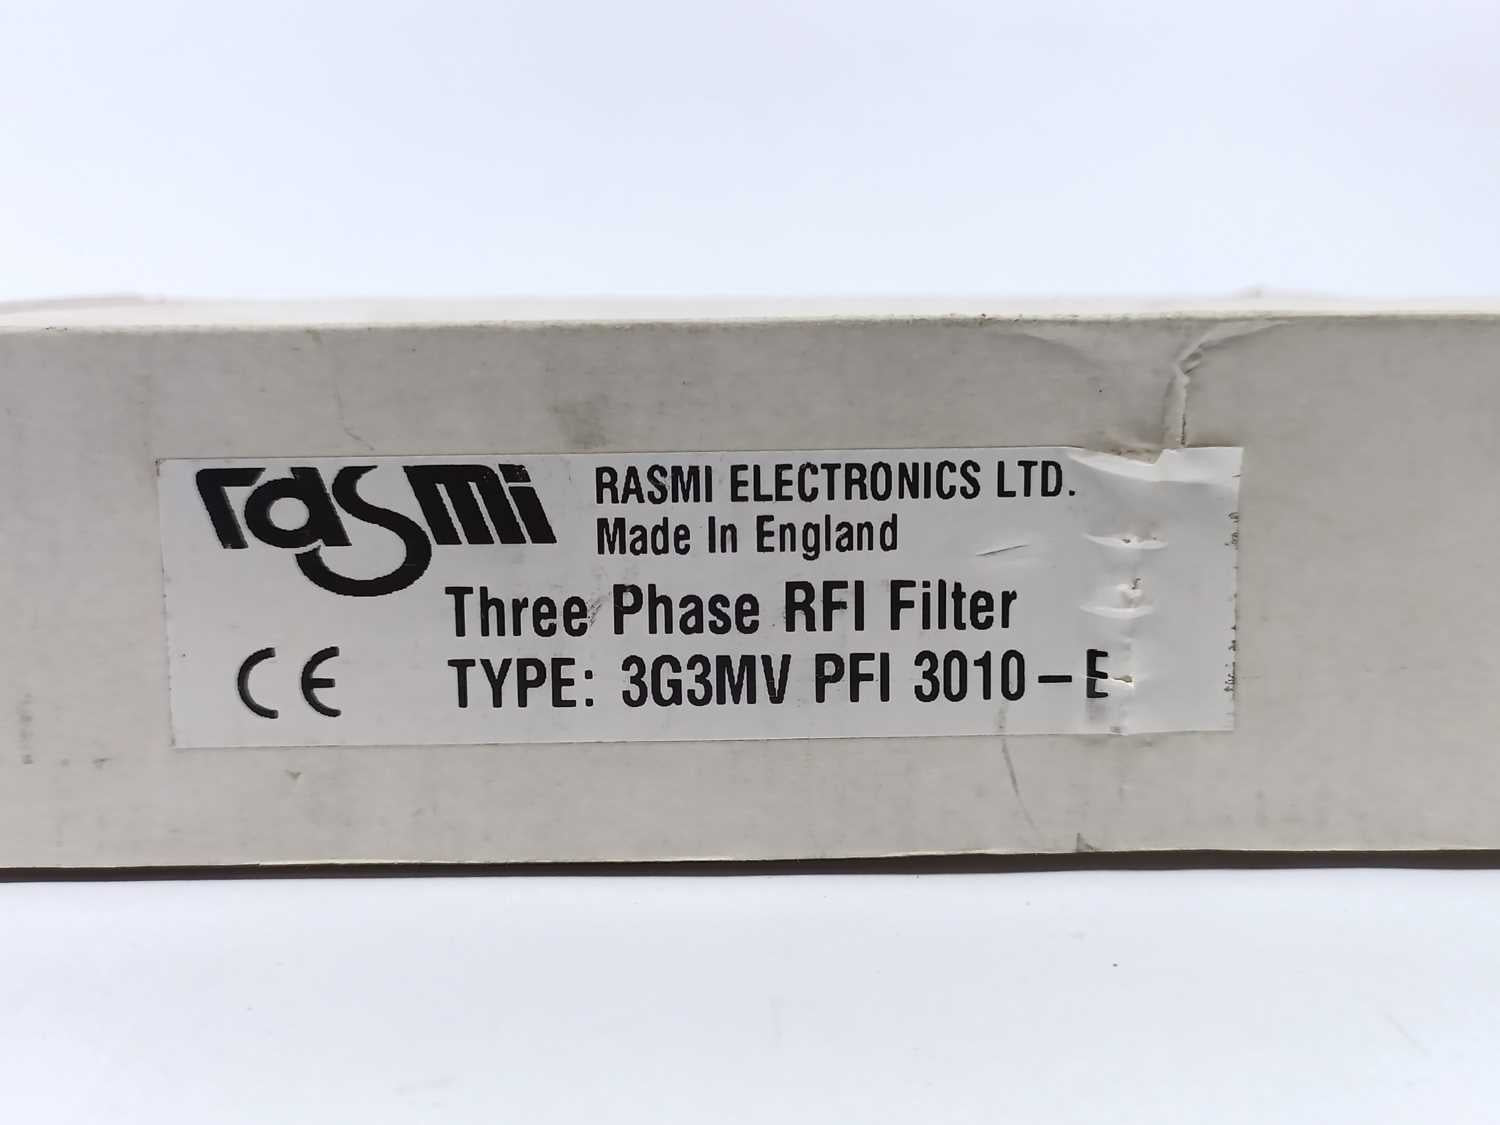 rasmi
RASMI ELECTRONICS LTD.
Made In England
Three Phase RFI Filter
CE
TYPE: 3G3MV PFI 3010-E